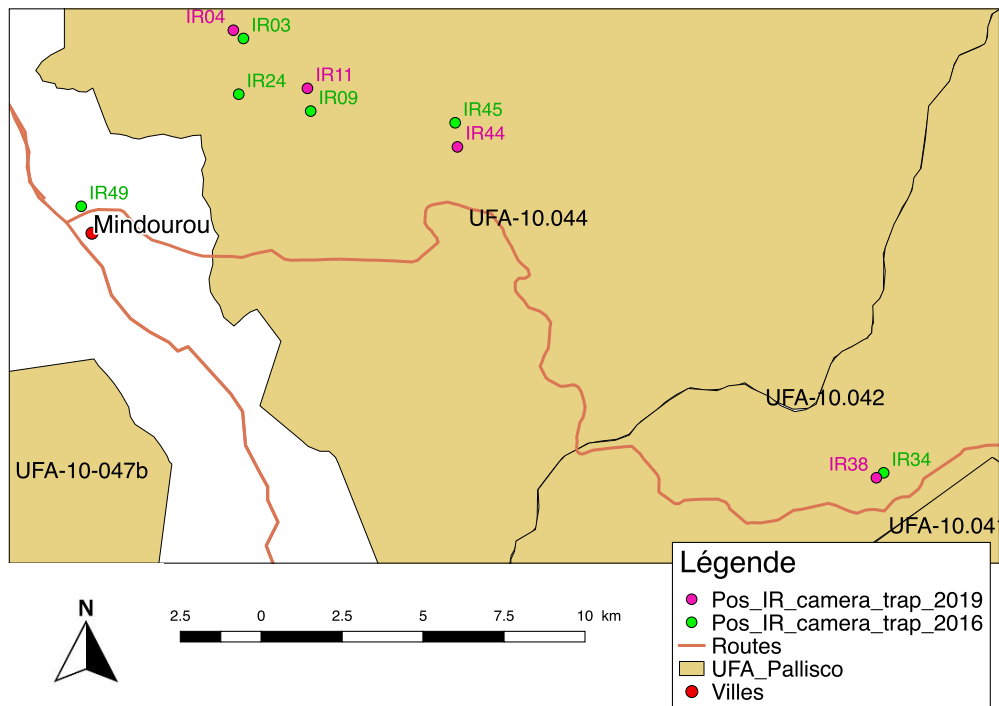 IR04
IR03
IR11
IR24
IR09
IR45
IR44
IR49
Mindourou
UFA-10.044
UFA-10.042
UFA-10-047b
IR38
IR34
UFA-10.041
Légende
Pos_IR_camera_trap_2019
Pos_IR_camera_trap_2016
Routes
UFA_Pallisco
Villes
N
2.5 0 2.5 5 7.5 10 km